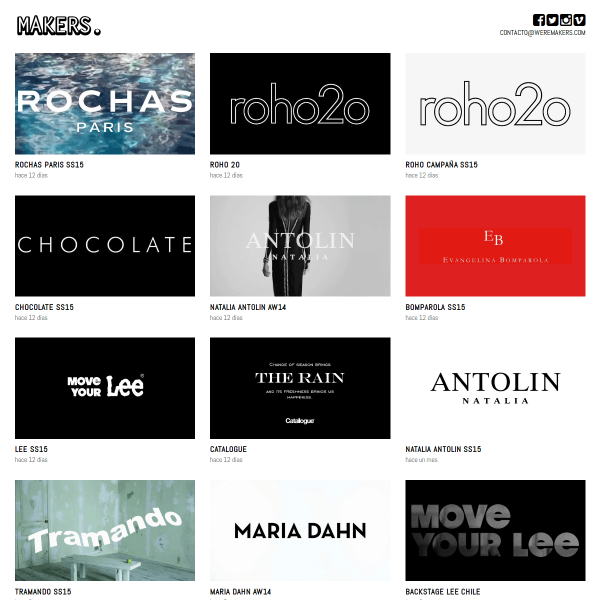 MAKERS.
CONTACTO@WEREMAKERS.COM
ROCHAS
PARIS
roho2o
roho2o
ROCHAS PARIS SS15
ROHO 20
ROHO CAMPAÑA SS15
hace 12 días
hace 12 días
hace 12 días
CHOCOLATE
ANTOLIN
NATALIA
EB
EVANGELINA BOMPAROLA
CHOCOLATE SS15
NATALIA ANTOLIN AW14
BOMPAROLA SS15
hace 12 días
hace 12 días
hace 12 días
MOVE YOUR Lee
CHANGE OF SEASON BRINGS
THE RAIN
AND ITS FRESHNESS BRINGS US
HAPPINESS.
Catalogue
ANTOLIN
NATALIA
LEE SS15
CATALOGUE
NATALIA ANTOLIN SS15
hace 12 días
hace 12 días
hace un mes
Tramando
MARIA DAHN
MOVE
YOUR Lee
TRAMANDO SS15
MARIA DAHN AW14
BACKSTAGE LEE CHILE